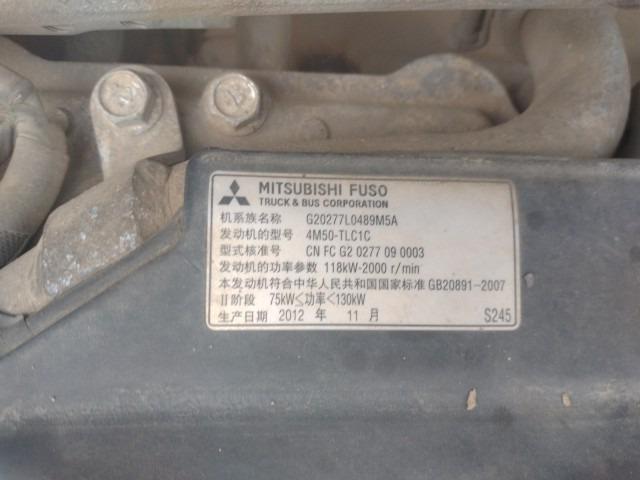 MITSUBISHI FUSO
TRUCK & BUS CORPORATION
机系族名称 G20277L0489M5A
发动机的型号 4M50-TLC1C
型式核准号 CN FC G2 0277 09 0003
发动机的功率参数 118kW-2000 r/min
本发动机符合中华人民共和国国家标准 GB20891-2007
II阶段 75kW≤功率<130kW
生产日期 2012 年 11 月 S245